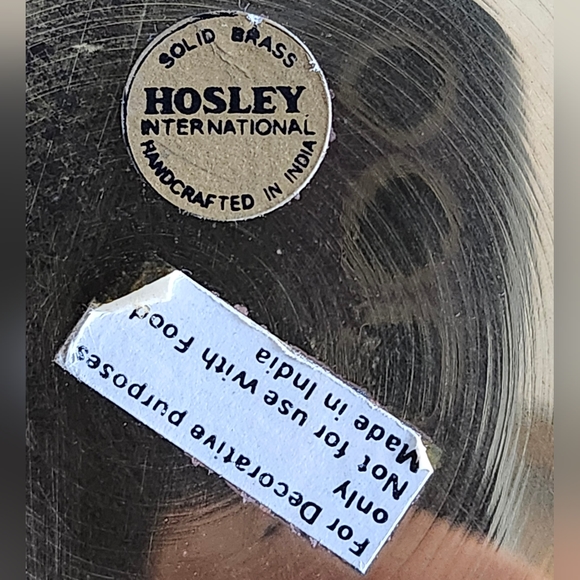 SOLID BRASS
HOSLEY
INTERNATIONAL
HANDCRAFTED IN INDIA
For Decorative purposes
only
Not for use with Food
Made in India